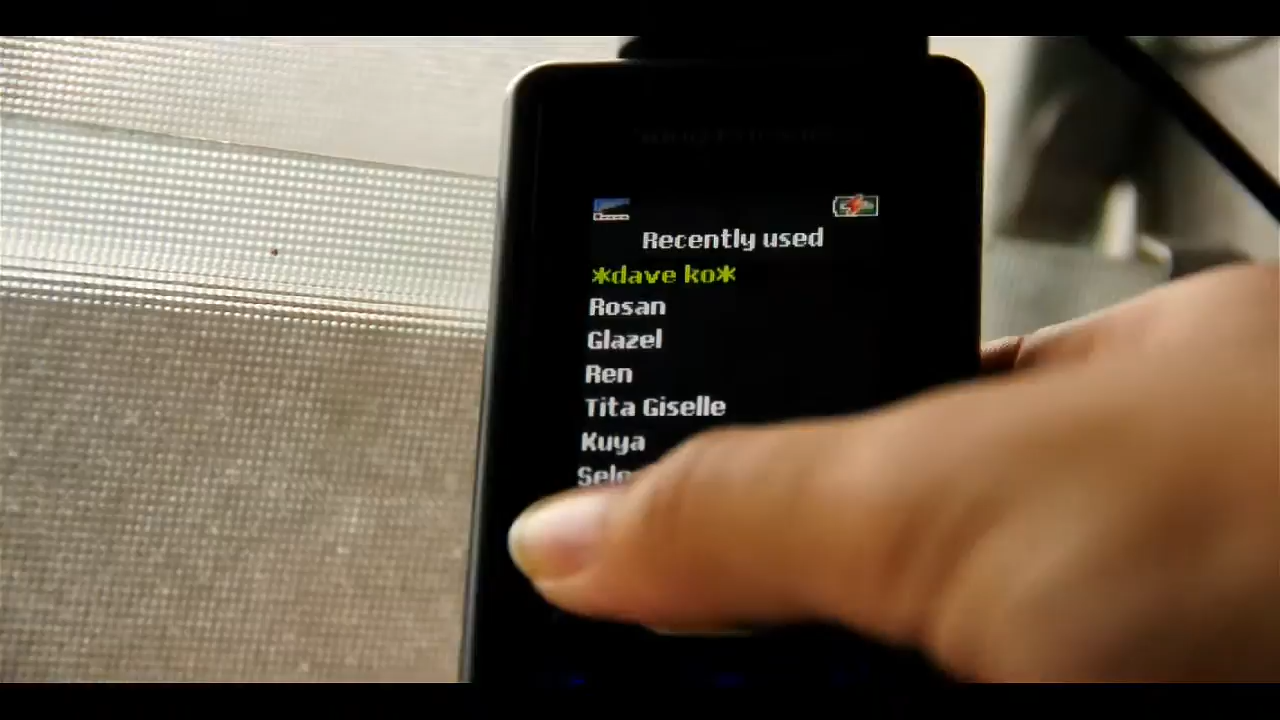 Recently used
*dave ko*
Rosan
Glazel
Ren
Tita Giselle
Kuya